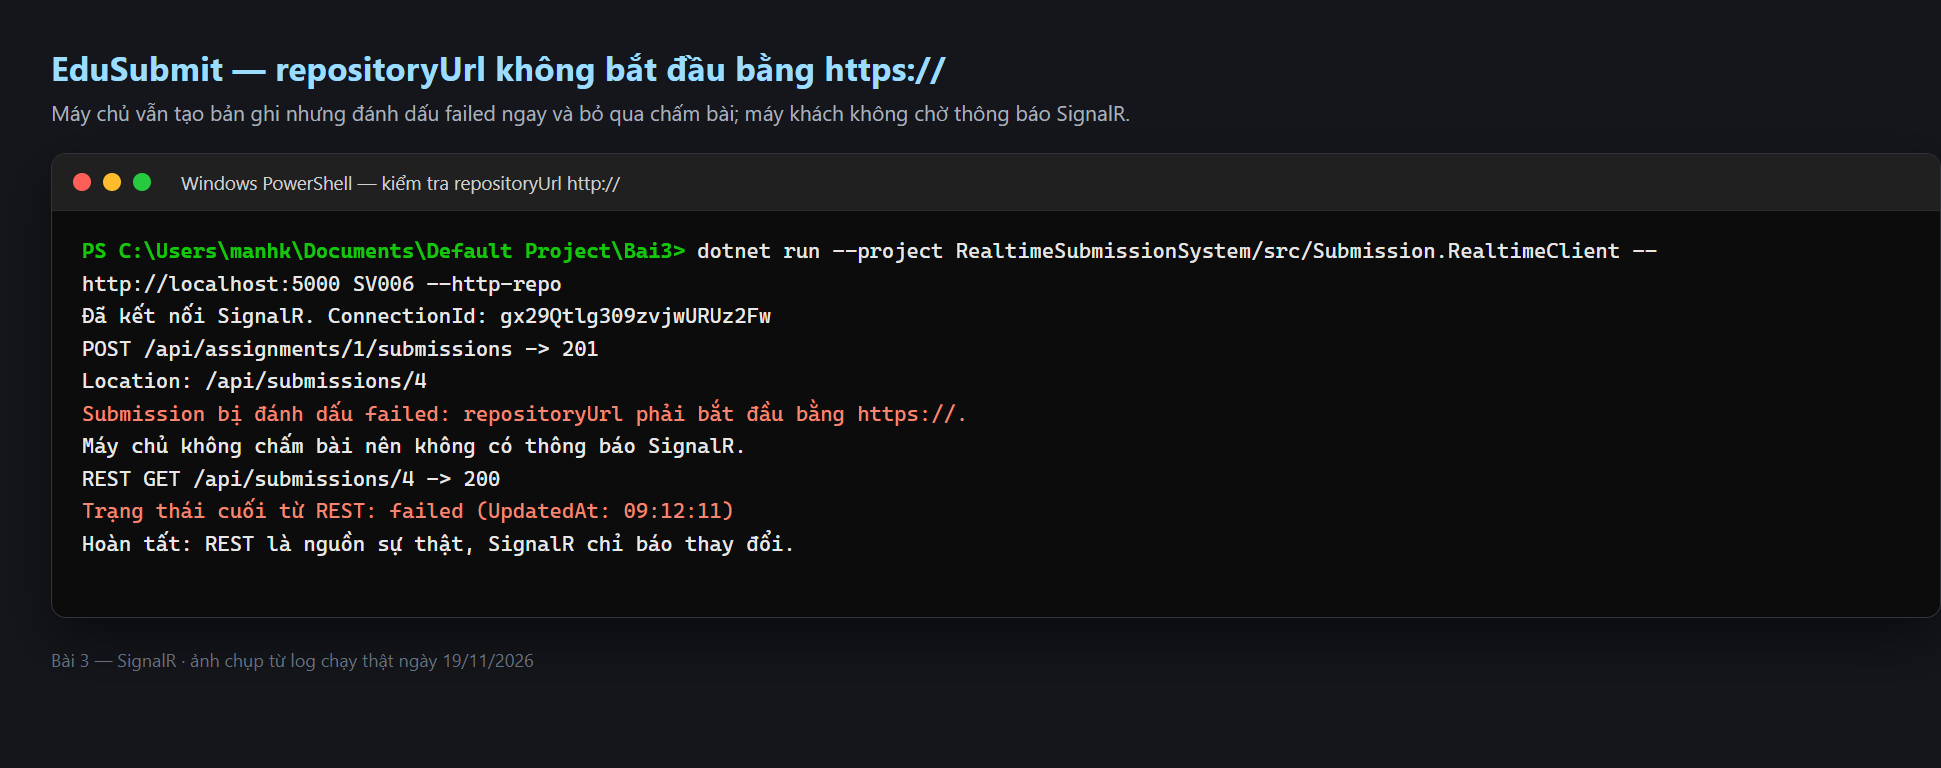 EduSubmit — repositoryUrl không bắt đầu bằng https://
Máy chủ vẫn tạo bản ghi nhưng đánh dấu failed ngay và bỏ qua chấm bài; máy khách không chờ thông báo SignalR.
Windows PowerShell — kiểm tra repositoryUrl http://
PS C:\Users\manhk\Documents\Default Project\Bai3> dotnet run --project RealtimeSubmissionSystem/src/Submission.RealtimeClient --
http://localhost:5000 SV006 --http-repo
Đã kết nối SignalR. ConnectionId: gx29Qtlg309zvjwURUz2Fw
POST /api/assignments/1/submissions -> 201
Location: /api/submissions/4
Submission bị đánh dấu failed: repositoryUrl phải bắt đầu bằng https://.
Máy chủ không chấm bài nên không có thông báo SignalR.
REST GET /api/submissions/4 -> 200
Trạng thái cuối từ REST: failed (UpdatedAt: 09:12:11)
Hoàn tất: REST là nguồn sự thật, SignalR chỉ báo thay đổi.
Bài 3 — SignalR · ảnh chụp từ log chạy thật ngày 19/11/2026